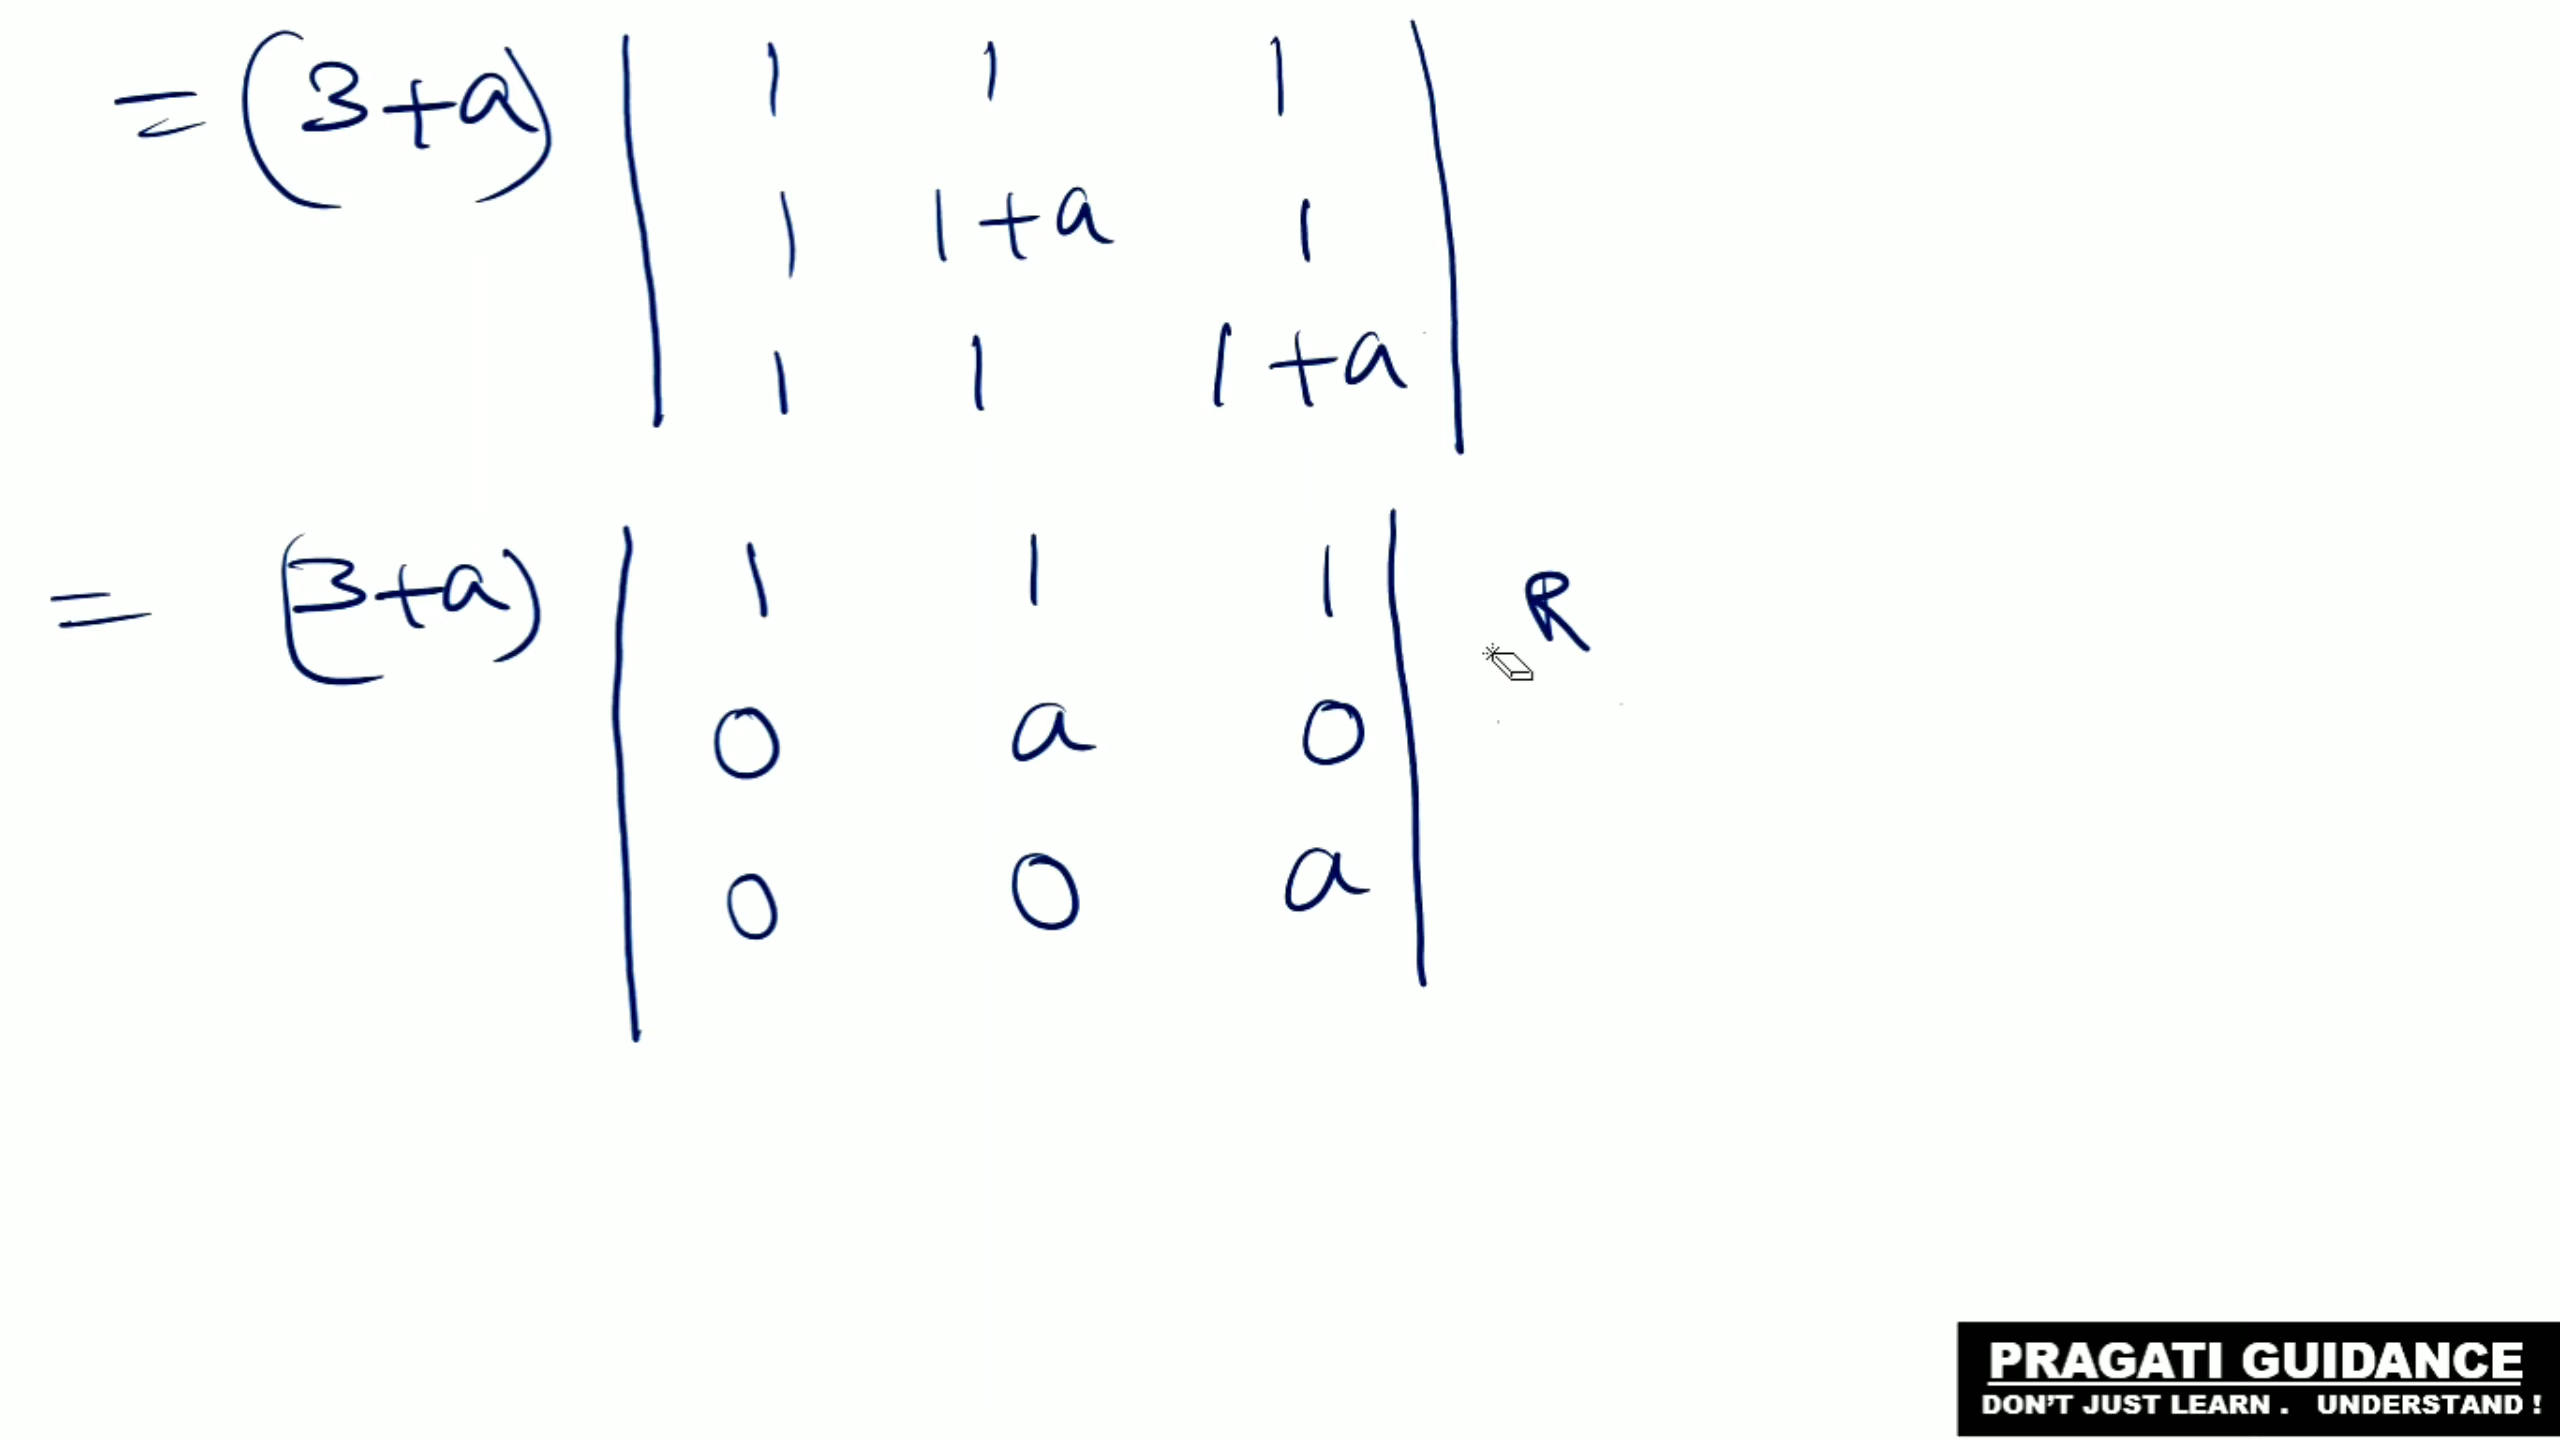 = (3+a) | 1 1 1 |
| 1 1+a 1 |
| 1 1 1+a |
= (3+a) | 1 1 1 | R
| 0 a 0 |
| 0 0 a |
PRAGATI GUIDANCE
DON'T JUST LEARN . UNDERSTAND !